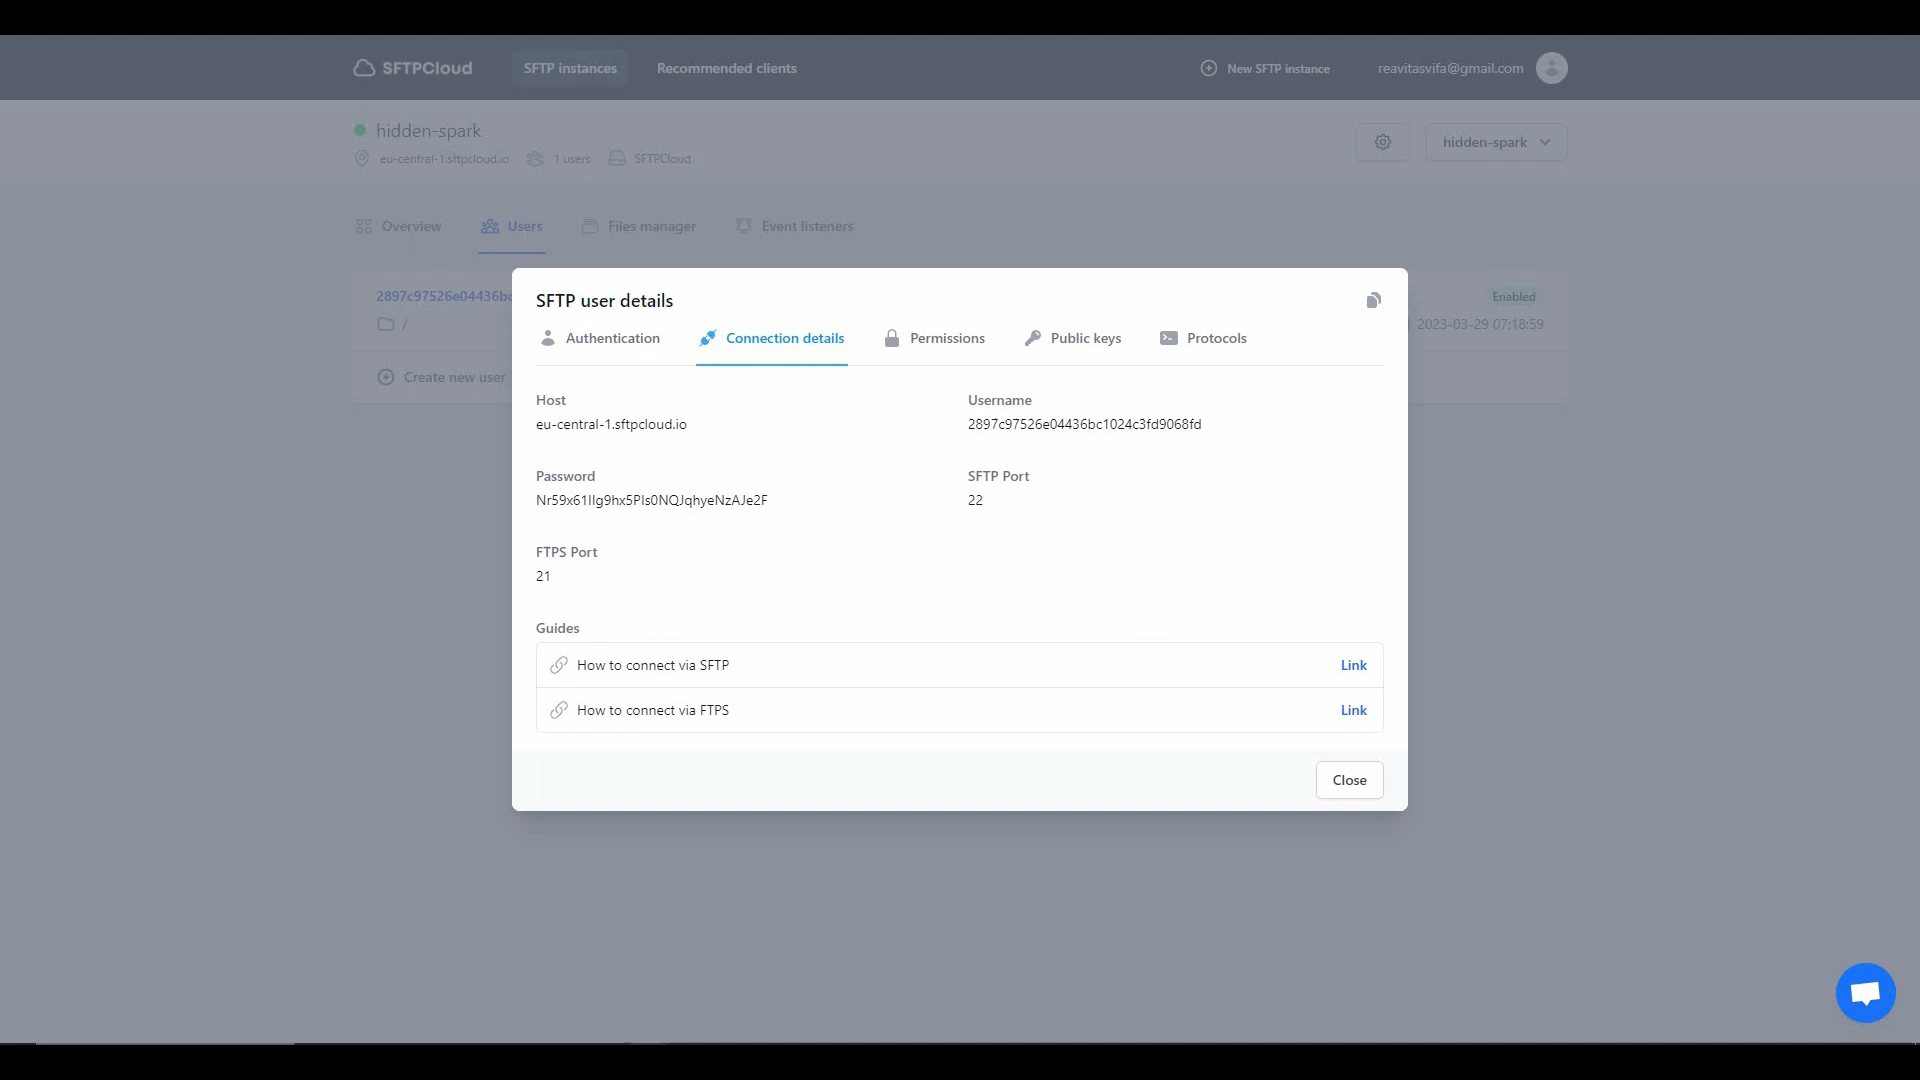 SFTPCloud
SFTP instances
Recommended clients
New SFTP instance
reavitasvifa@gmail.com
hidden-spark
eu-central-1.sftpcloud.io
1 users
SFTPCloud
hidden-spark
Overview
Users
Files manager
Event listeners
2897c97526e04436bc
Enabled
/
2023-03-29 07:18:59
Create new user
SFTP user details
Authentication
Connection details
Permissions
Public keys
Protocols
Host
eu-central-1.sftpcloud.io
Username
2897c97526e04436bc1024c3fd9068fd
Password
SFTP Port
22
FTPS Port
21
Guides
How to connect via SFTP
Link
How to connect via FTPS
Link
Close